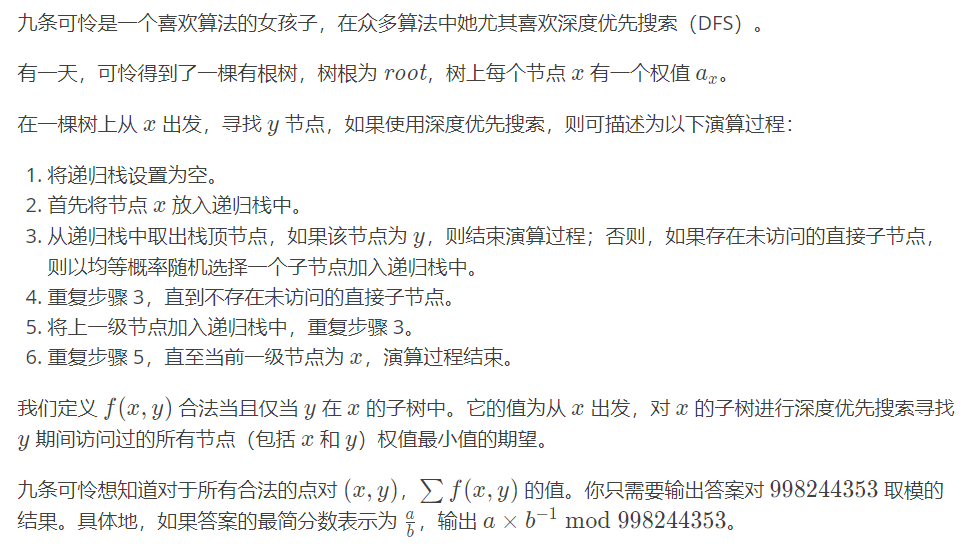 九条可怜是一个喜欢算法的女孩子，在众多算法中她尤其喜欢深度优先搜索（DFS）。
有一天，可怜得到了一棵有根树，树根为 root，树上每个节点 x 有一个权值 aₓ。
在一棵树上从 x 出发，寻找 y 节点，如果使用深度优先搜索，则可描述为以下演算过程：
1. 将递归栈设置为空。
2. 首先将节点 x 放入递归栈中。
3. 从递归栈中取出栈顶节点，如果该节点为 y，则结束演算过程；否则，如果存在未访问的直接子节点，
则以均等概率随机选择一个子节点加入递归栈中。
4. 重复步骤 3，直到不存在未访问的直接子节点。
5. 将上一级节点加入递归栈中，重复步骤 3。
6. 重复步骤 5，直至当前一级节点为 x，演算过程结束。
我们定义 f(x, y) 合法当且仅当 y 在 x 的子树中。它的值为从 x 出发，对 x 的子树进行深度优先搜索寻找
y 期间访问过的所有节点（包括 x 和 y）权值最小值的期望。
九条可怜想知道对于所有合法的点对 (x, y)，∑ f(x, y) 的值。你只需要输出答案对 998244353 取模的
结果。具体地，如果答案的最简分数表示为 a/b，输出 a × b⁻¹ mod 998244353。